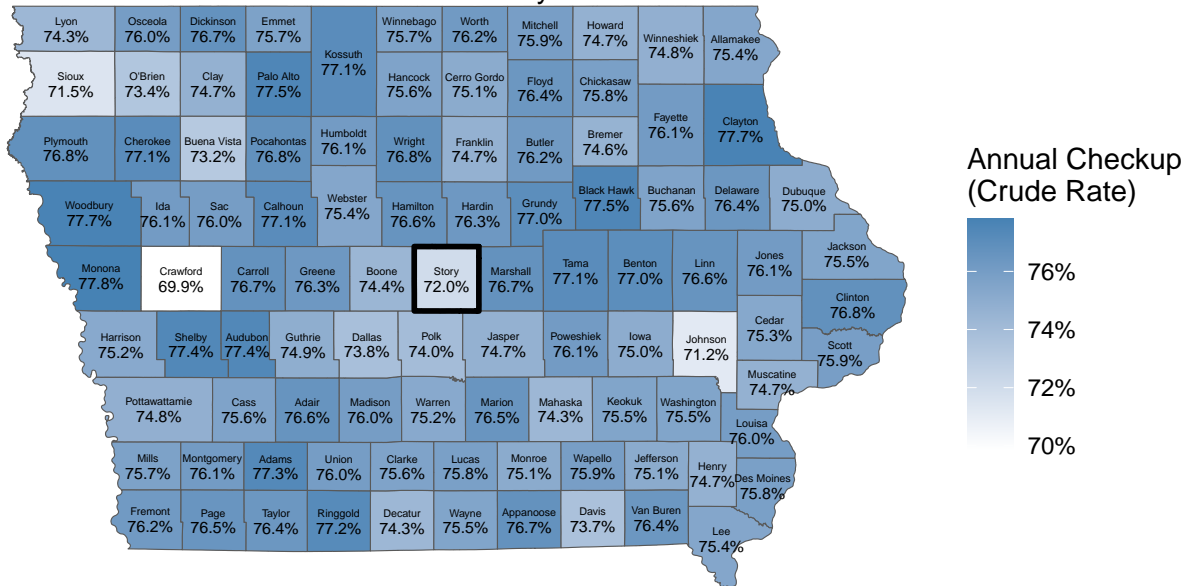 Lyon
74.3%
Osceola
76.0%
Dickinson
76.7%
Emmet
75.7%
Kossuth
77.1%
Winnebago
75.7%
Worth
76.2%
Mitchell
75.9%
Howard
74.7%
Winneshiek
74.8%
Allamakee
75.4%
Sioux
71.5%
O'Brien
73.4%
Clay
74.7%
Palo Alto
77.5%
Hancock
75.6%
Cerro Gordo
75.1%
Floyd
76.4%
Chickasaw
75.8%
Fayette
76.1%
Clayton
77.7%
Plymouth
76.8%
Cherokee
77.1%
Buena Vista
73.2%
Pocahontas
76.8%
Humboldt
76.1%
Wright
76.8%
Franklin
74.7%
Butler
76.2%
Bremer
74.6%
Woodbury
77.7%
Ida
76.1%
Sac
76.0%
Calhoun
77.1%
Webster
75.4%
Hamilton
76.6%
Hardin
76.3%
Grundy
77.0%
Black Hawk
77.5%
Buchanan
75.6%
Delaware
76.4%
Dubuque
75.0%
Monona
77.8%
Crawford
69.9%
Carroll
76.7%
Greene
76.3%
Boone
74.4%
Story
72.0%
Marshall
76.7%
Tama
77.1%
Benton
77.0%
Linn
76.6%
Jones
76.1%
Jackson
75.5%
Clinton
76.8%
Harrison
75.2%
Shelby
77.4%
Audubon
77.4%
Guthrie
74.9%
Dallas
73.8%
Polk
74.0%
Jasper
74.7%
Poweshiek
76.1%
Iowa
75.0%
Johnson
71.2%
Cedar
75.3%
Scott
75.9%
Muscatine
74.7%
Pottawattamie
74.8%
Cass
75.6%
Adair
76.6%
Madison
76.0%
Warren
75.2%
Marion
76.5%
Mahaska
74.3%
Keokuk
75.5%
Washington
75.5%
Louisa
76.0%
Mills
75.7%
Montgomery
76.1%
Adams
77.3%
Union
76.0%
Clarke
75.6%
Lucas
75.8%
Monroe
75.1%
Wapello
75.9%
Jefferson
75.1%
Henry
74.7%
Des Moines
75.8%
Fremont
76.2%
Page
76.5%
Taylor
76.4%
Ringgold
77.2%
Decatur
74.3%
Wayne
75.5%
Appanoose
76.7%
Davis
73.7%
Van Buren
76.4%
Lee
75.4%
Annual Checkup
(Crude Rate)
76%
74%
72%
70%